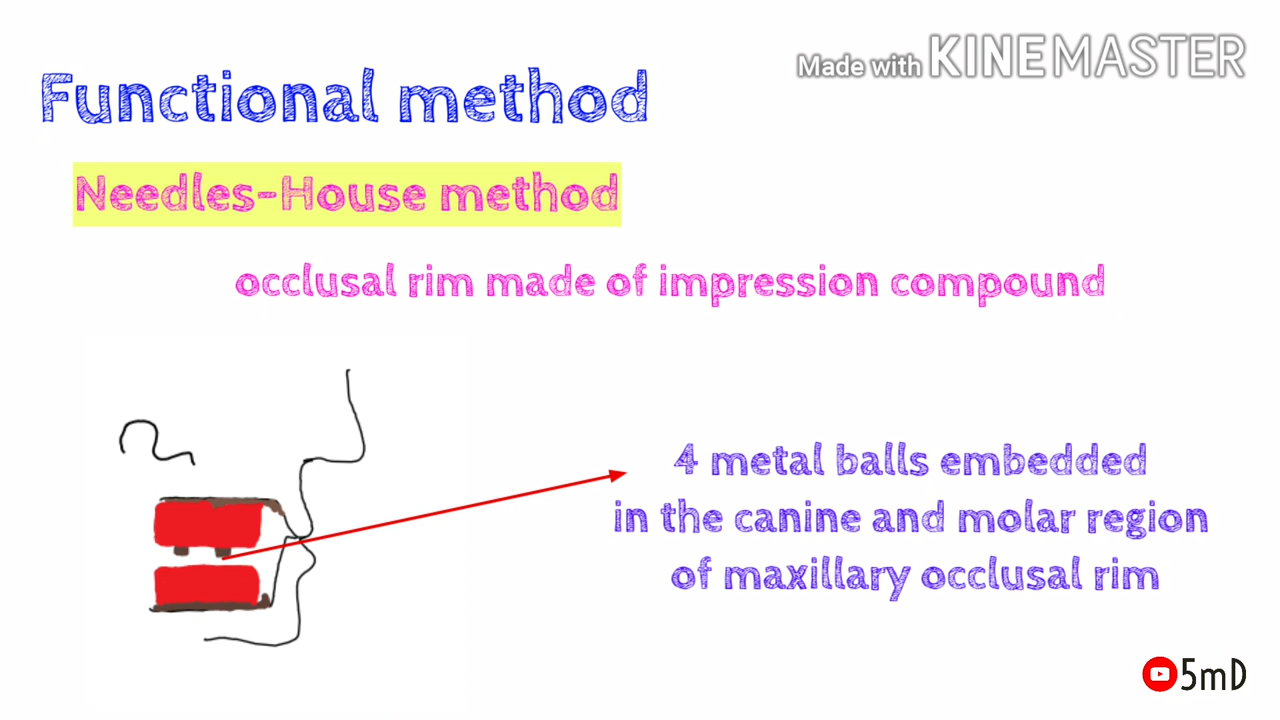 Made with KINEMASTER
Functional method
Needles-House method
occlusal rim made of impression compound
4 metal balls embedded
in the canine and molar region
of maxillary occlusal rim
5mD